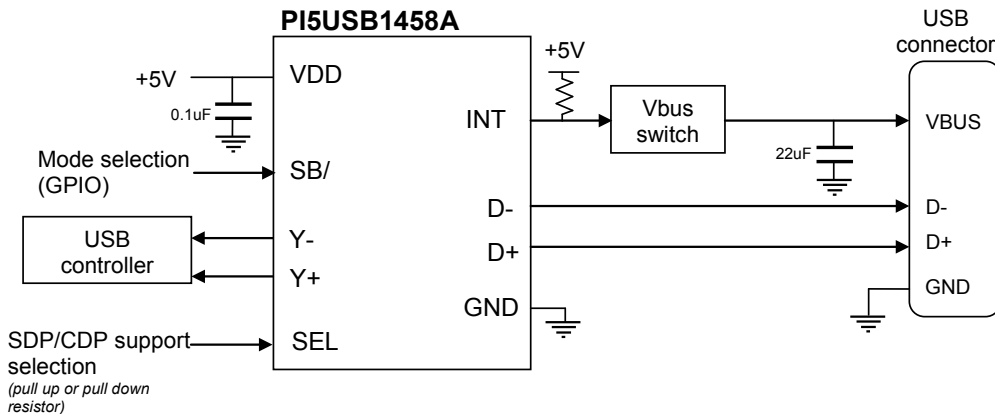 PI5USB1458A
USB
connector
+5V
VDD
0.1uF
+5V
INT
Vbus
switch
VBUS
22uF
Mode selection
(GPIO)
SB/
D-
D-
USB
controller
Y-
D+
D+
Y+
GND
GND
SDP/CDP support
selection
(pull up or pull down
resistor)
SEL